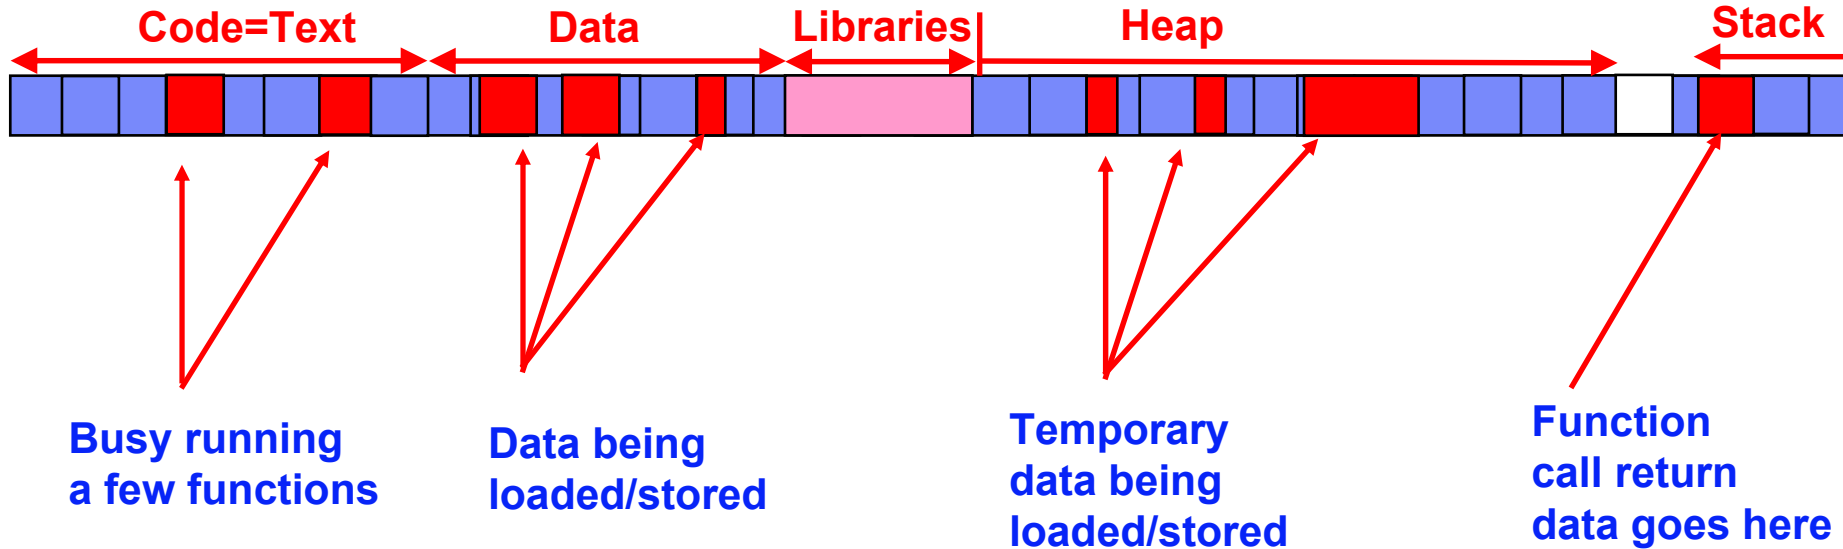 Code=Text
Data
Libraries
Heap
Stack
Busy running
a few functions
Data being
loaded/stored
Temporary
data being
loaded/stored
Function
call return
data goes here